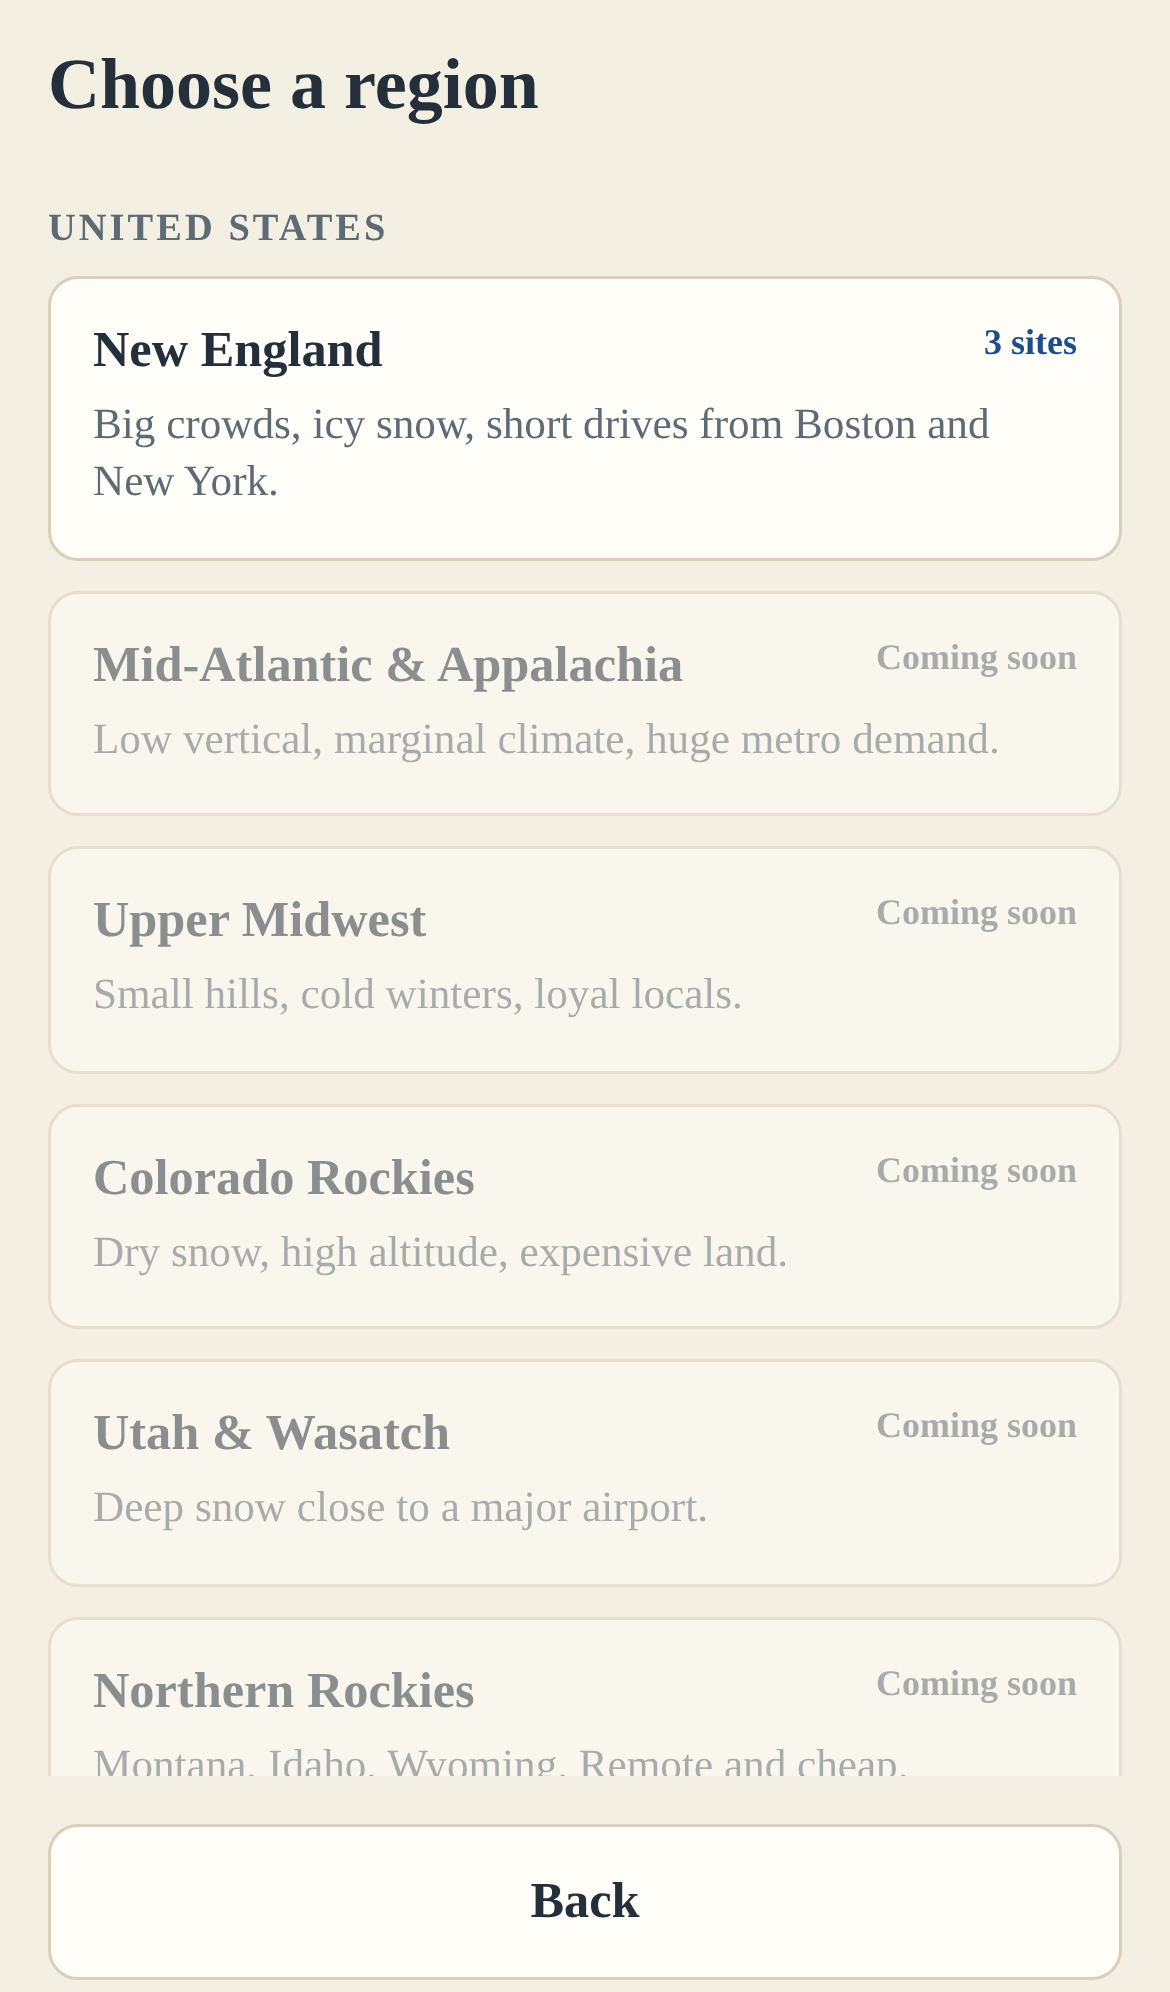 Choose a region
UNITED STATES
New England
3 sites
Big crowds, icy snow, short drives from Boston and
New York.
Mid-Atlantic & Appalachia
Coming soon
Low vertical, marginal climate, huge metro demand.
Upper Midwest
Coming soon
Small hills, cold winters, loyal locals.
Colorado Rockies
Coming soon
Dry snow, high altitude, expensive land.
Utah & Wasatch
Coming soon
Deep snow close to a major airport.
Northern Rockies
Coming soon
Montana, Idaho, Wyoming. Remote and cheap.
Back